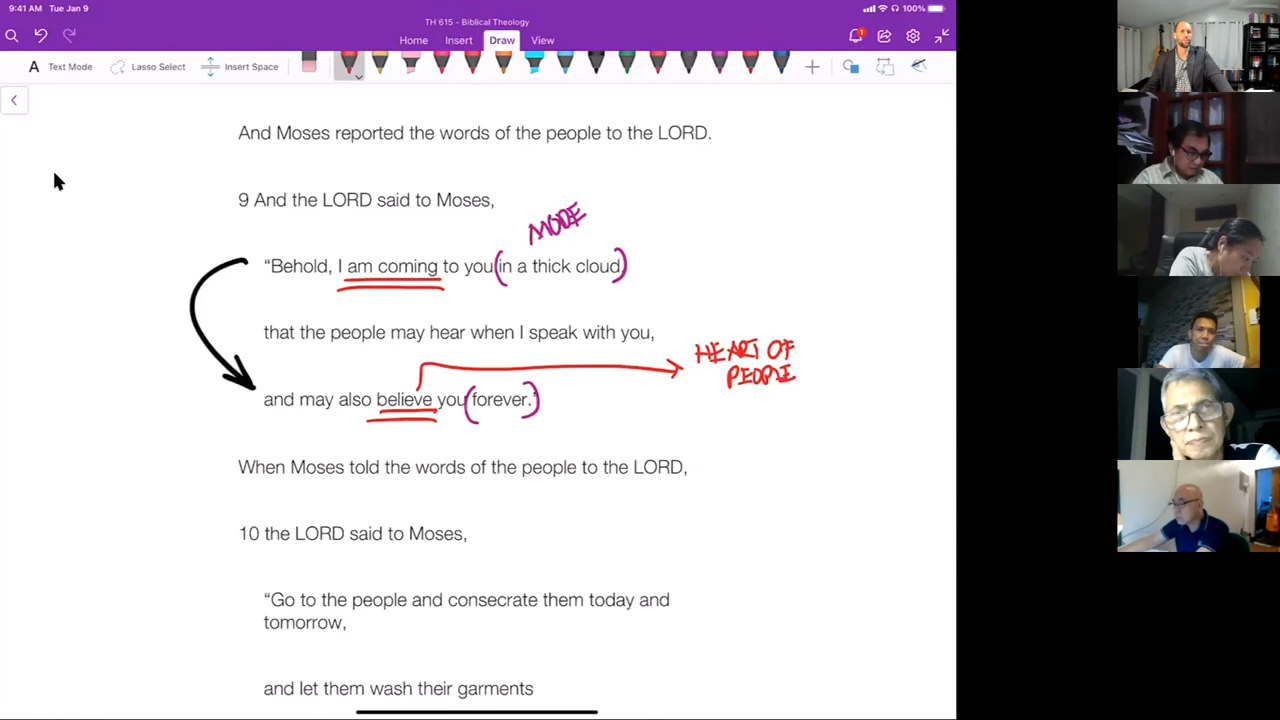 9:41 AM Tue Jan 9
100%
TH 615 - Biblical Theology
Home Insert Draw View
1
A Text Mode Lasso Select Insert Space
And Moses reported the words of the people to the LORD.
9 And the LORD said to Moses,
MODE
“Behold, I am coming to you (in a thick cloud,)
that the people may hear when I speak with you,
HEART OF
PEOPLE
and may also believe you (forever.”)
When Moses told the words of the people to the LORD,
10 the LORD said to Moses,
“Go to the people and consecrate them today and
tomorrow,
and let them wash their garments